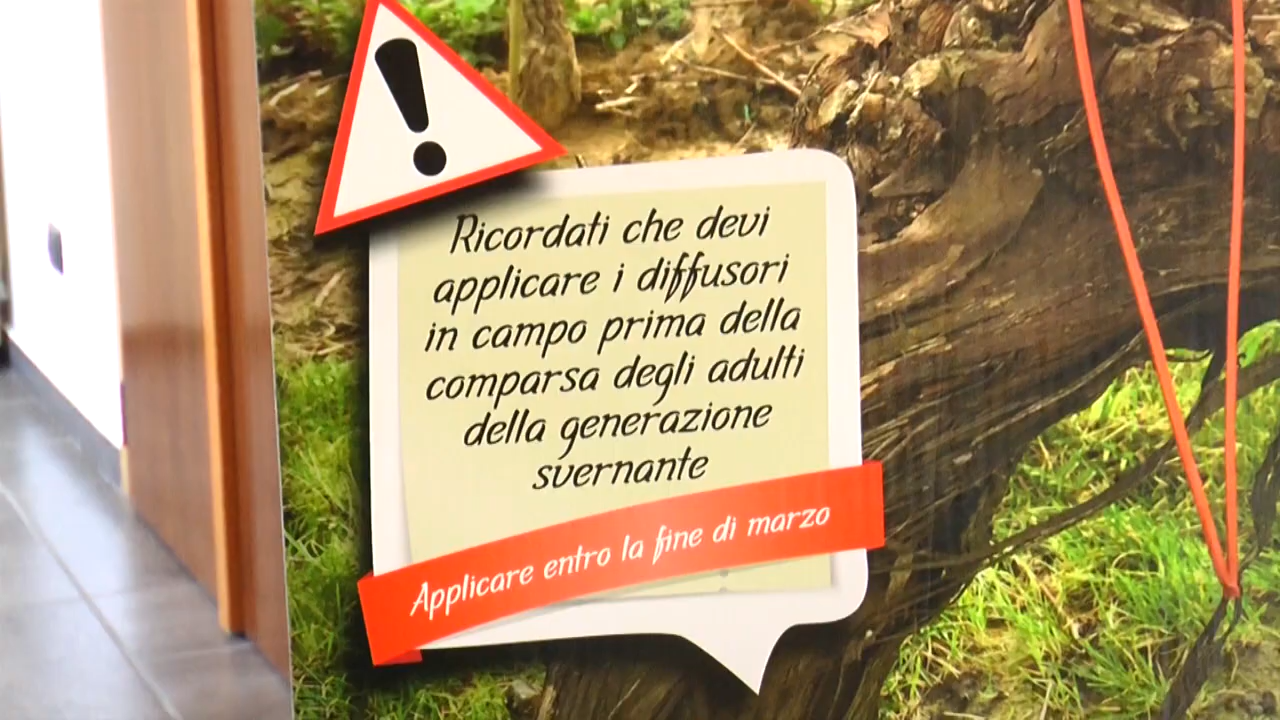 Ricordati che devi
applicare i diffusori
in campo prima della
comparsa degli adulti
della generazione
svernante
Applicare entro la fine di marzo